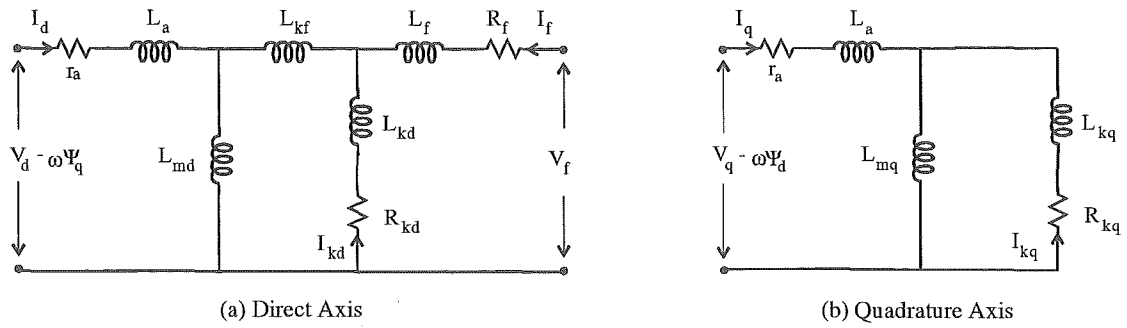 I_d L_a L_kf L_f R_f I_f
r_a
L_kd
V_d - ωΨ_q L_md V_f
R_kd
I_kd
(a) Direct Axis
I_q L_a
r_a
L_kq
V_q - ωΨ_d L_mq
R_kq
I_kq
(b) Quadrature Axis